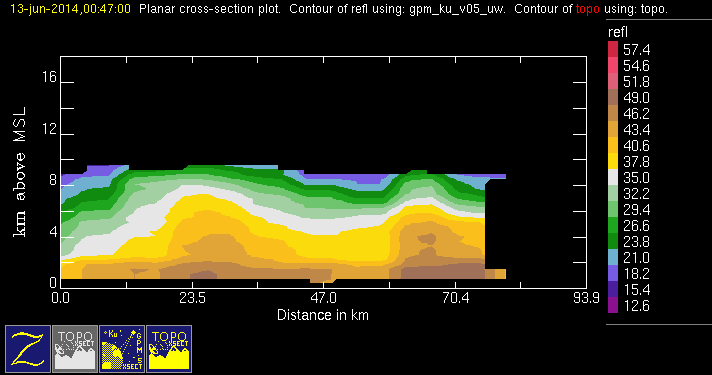 13-jun-2014,00:47:00 Planar cross-section plot. Contour of refl using: gpm_ku_v05_uw. Contour of topo using: topo.
refl
57.4
54.6
51.8
49.0
46.2
43.4
40.6
37.8
35.0
32.2
29.4
26.6
23.8
21.0
18.2
15.4
12.6
km above MSL
16
12
8
4
0
0.0 23.5 47.0 70.4 93.9
Distance in km
Z
TOPO
XSECT
"Ku"
GPM
XSECT
TOPO
XSECT